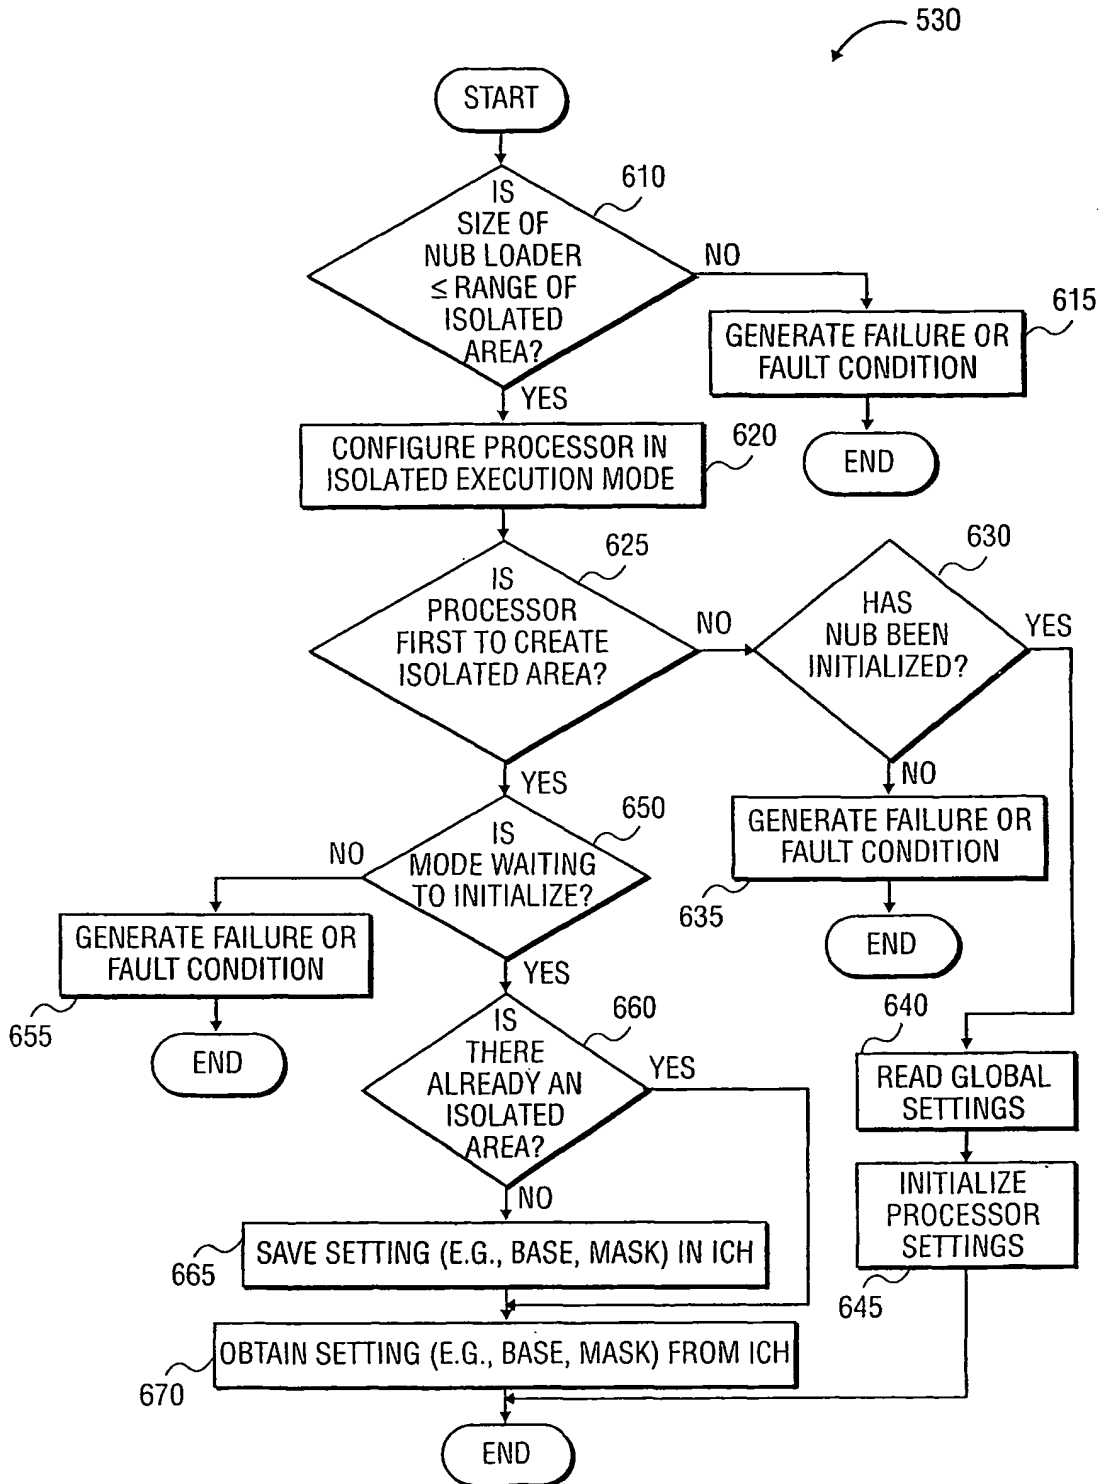 530
START
610
IS
SIZE OF
NUB LOADER
≤ RANGE OF
ISOLATED
AREA?
NO
615
GENERATE FAILURE OR
FAULT CONDITION
END
YES
620
CONFIGURE PROCESSOR IN
ISOLATED EXECUTION MODE
625
IS
PROCESSOR
FIRST TO CREATE
ISOLATED AREA?
NO
630
HAS
NUB BEEN
INITIALIZED?
YES
NO
GENERATE FAILURE OR
FAULT CONDITION
635
END
YES
650
IS
MODE WAITING
TO INITIALIZE?
NO
GENERATE FAILURE OR
FAULT CONDITION
655
END
YES
660
IS
THERE
ALREADY AN
ISOLATED
AREA?
YES
NO
640
READ GLOBAL
SETTINGS
INITIALIZE
PROCESSOR
SETTINGS
645
SAVE SETTING (E.G., BASE, MASK) IN ICH
665
OBTAIN SETTING (E.G., BASE, MASK) FROM ICH
670
END